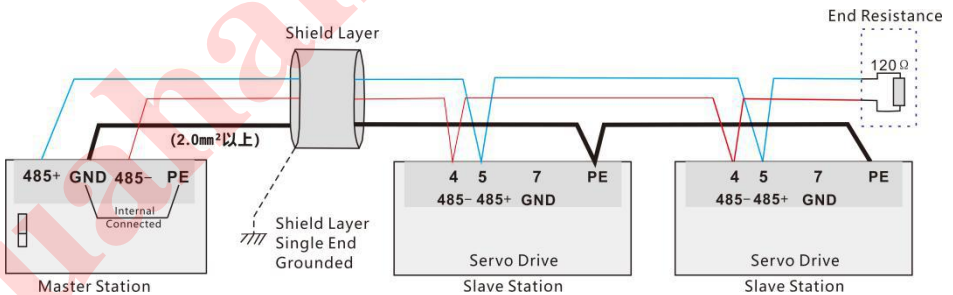 End Resistance
Shield Layer
120Ω
(2.0mm²以上)
485+ GND 485- PE
Internal
Connected
4 5 7 PE
485- 485+ GND
4 5 7 PE
485- 485+ GND
Shield Layer
Single End
Grounded
Servo Drive
Servo Drive
Master Station
Slave Station
Slave Station